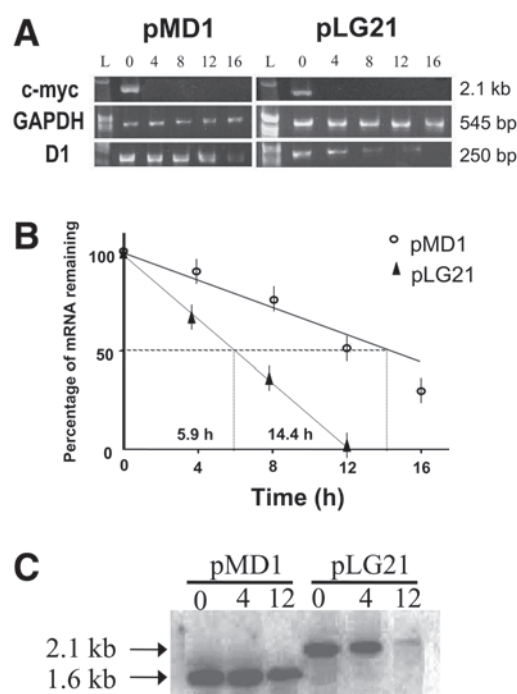 A
pMD1 pLG21
L 0 4 8 12 16 L 0 4 8 12 16
c-myc 2.1 kb
GAPDH 545 bp
D1 250 bp
B
Percentage of mRNA remaining
100
50
0
○ pMD1
▲ pLG21
5.9 h 14.4 h
0 4 8 12 16
Time (h)
C
pMD1 pLG21
0 4 12 0 4 12
2.1 kb →
1.6 kb →